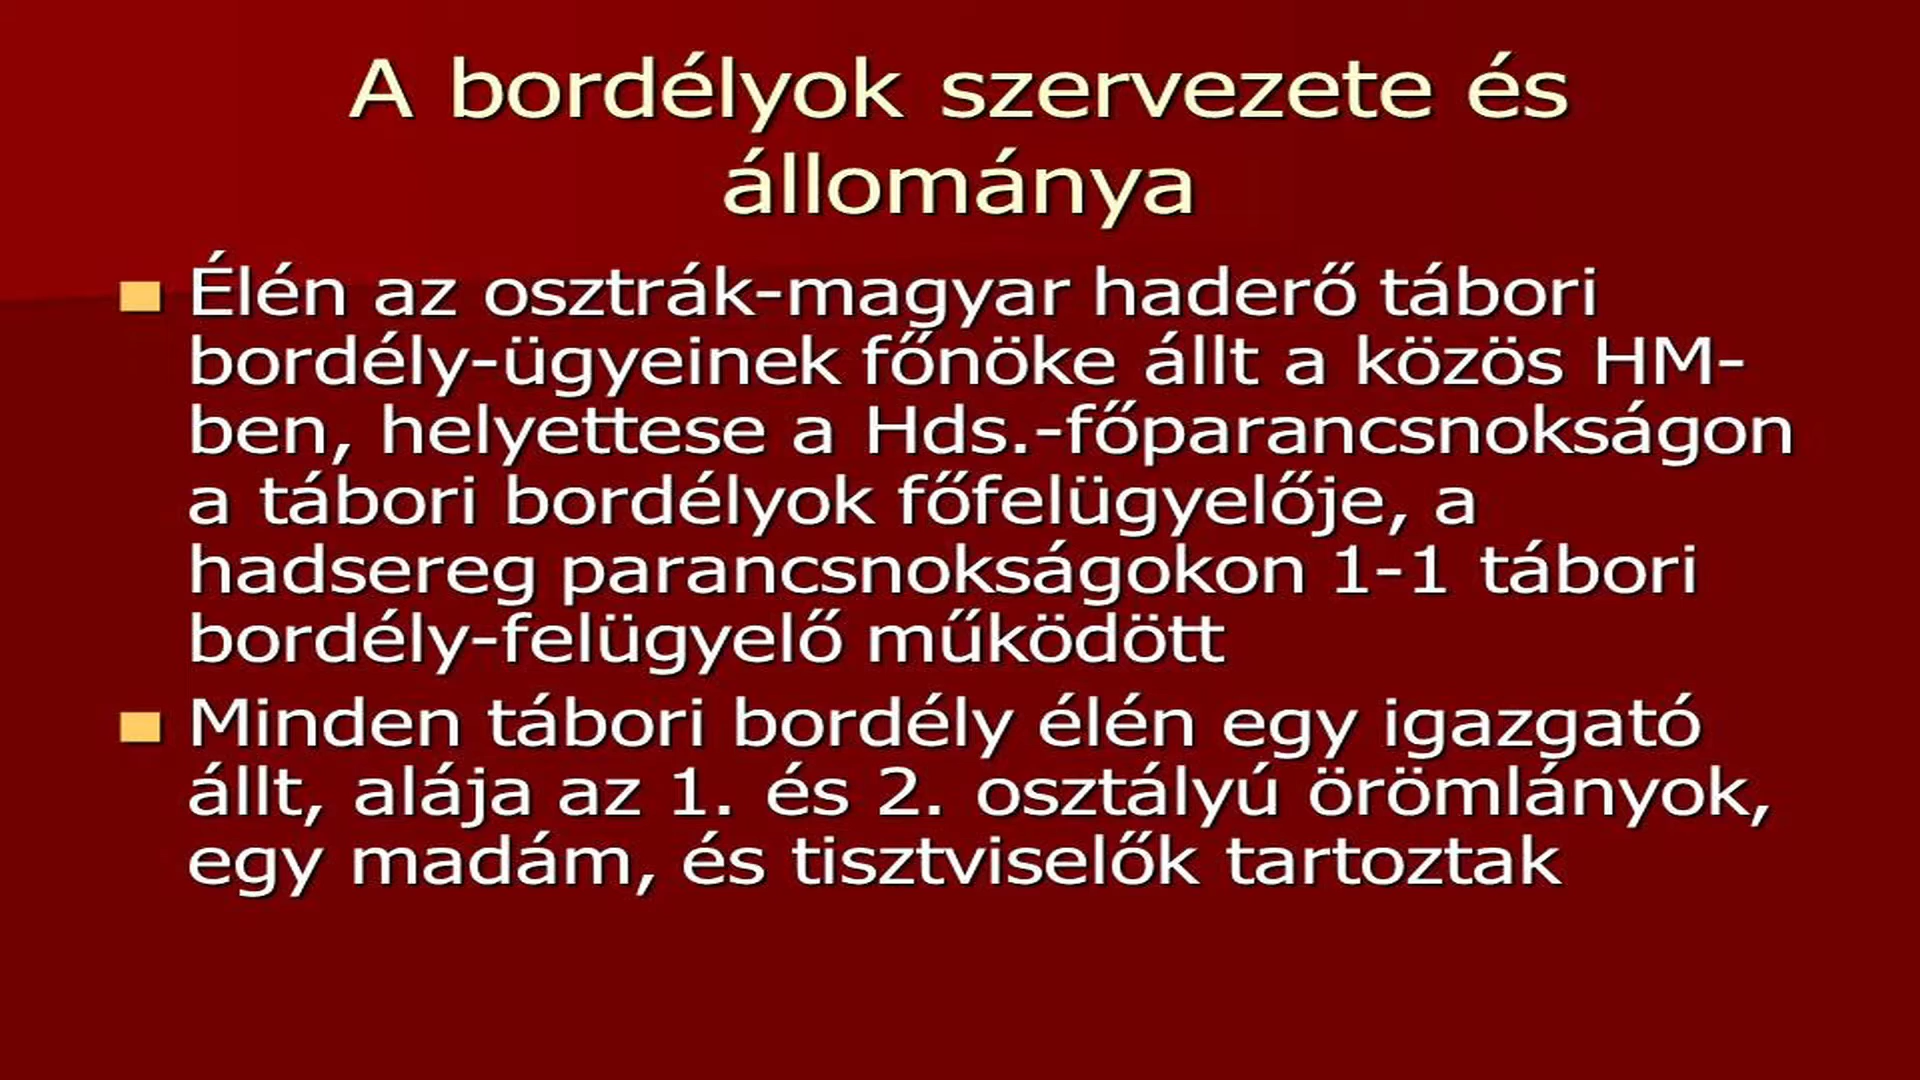 A bordélyok szervezete és
állománya
Élén az osztrák-magyar haderő tábori
bordély-ügyeinek főnöke állt a közös HM-
ben, helyettese a Hds.-főparancsnokságon
a tábori bordélyok főfelügyelője, a
hadsereg parancsnokságokon 1-1 tábori
bordély-felügyelő működött
Minden tábori bordély élén egy igazgató
állt, alája az 1. és 2. osztályú örömlányok,
egy madám, és tisztviselők tartoztak